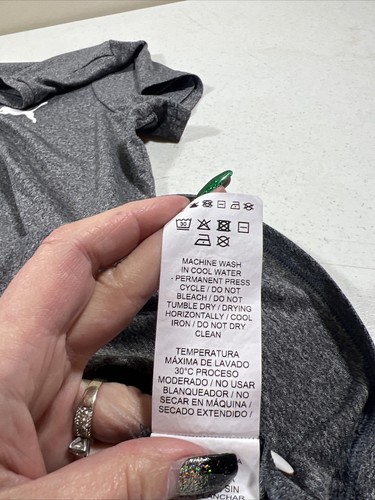 30
MACHINE WASH
IN COOL WATER
- PERMANENT PRESS
CYCLE / DO NOT
BLEACH / DO NOT
TUMBLE DRY / DRYING
HORIZONTALLY / COOL
IRON / DO NOT DRY
CLEAN
TEMPERATURA
MÁXIMA DE LAVADO
30°C PROCESO
MODERADO / NO USAR
BLANQUEADOR / NO
SECAR EN MÁQUINA /
SECADO EXTENDIDO /
SIN